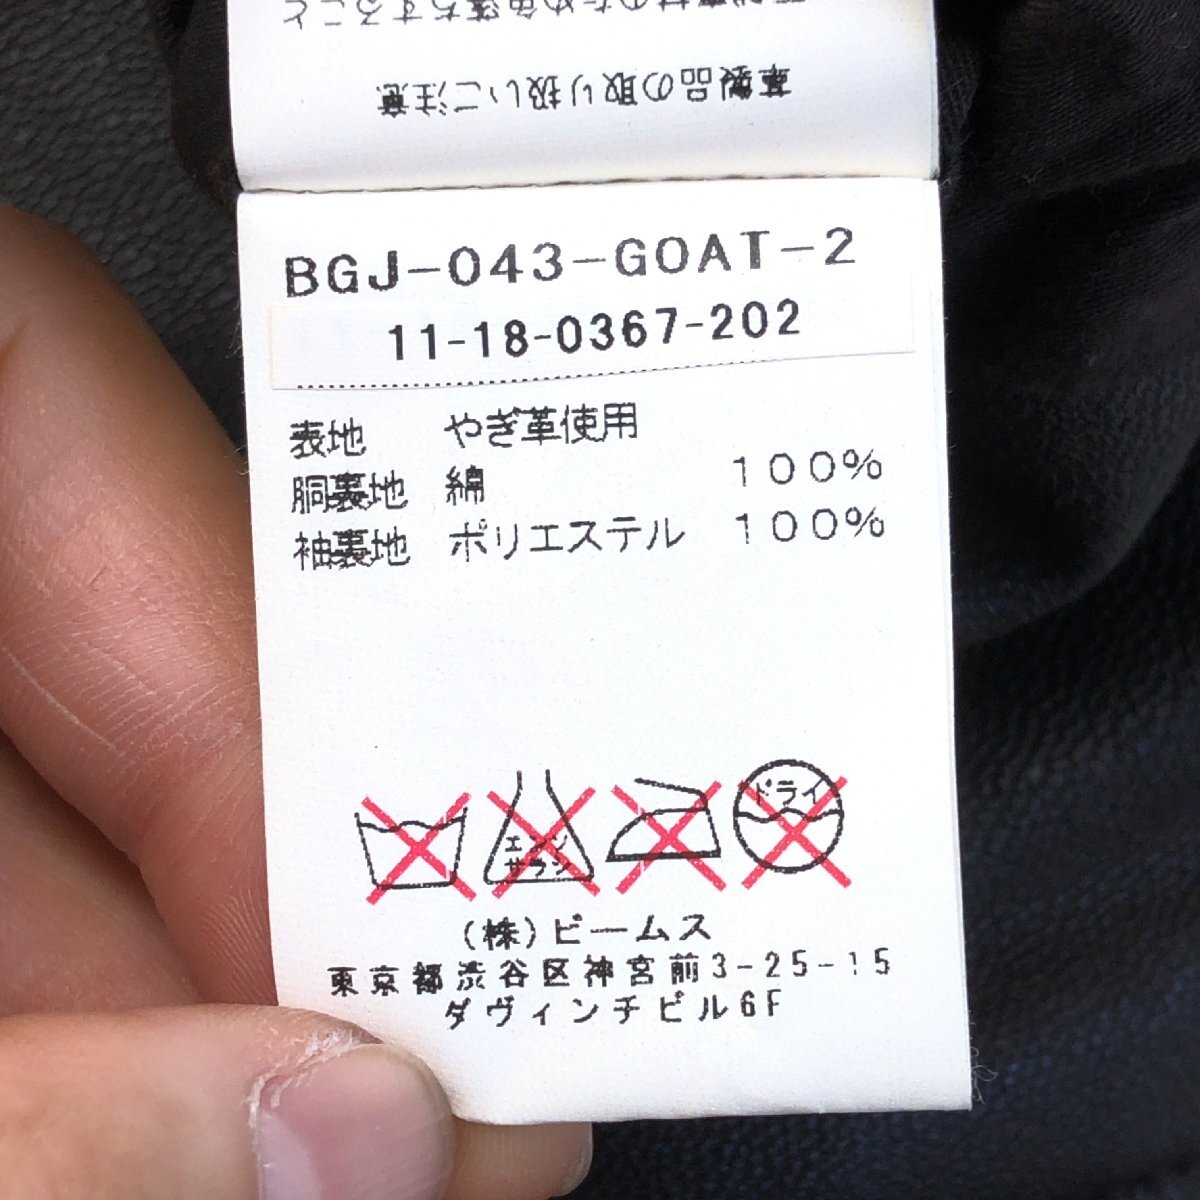 革製品の取り扱いご注意
BGJ-043-GOAT-2
11-18-0367-202
表地 やぎ革使用
胴裏地 綿 100%
袖裏地 ポリエステル 100%
エンソ
サラシ
ドライ
(株)ビームス
東京都渋谷区神宮前3-25-15
ダヴィンチビル6F